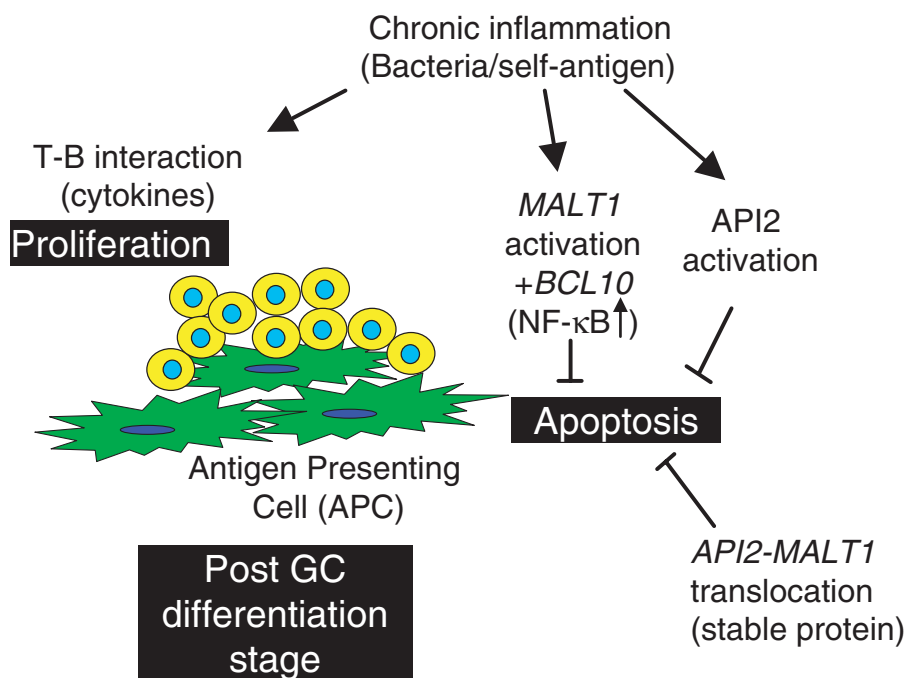 Chronic inflammation
(Bacteria/self-antigen)
T-B interaction
(cytokines)
Proliferation
MALT1
activation
+BCL10
(NF-κB↑)
API2
activation
Apoptosis
Antigen Presenting
Cell (APC)
Post GC
differentiation
stage
API2-MALT1
translocation
(stable protein)